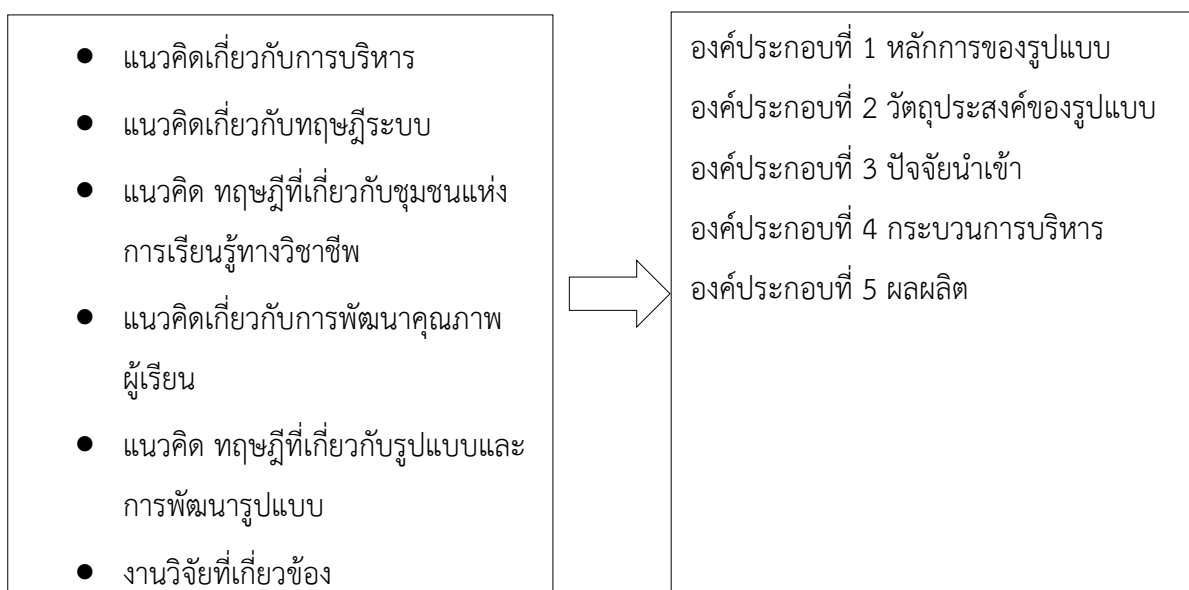 ● แนวคิดเกี่ยวกับการบริหาร
● แนวคิดเกี่ยวกับทฤษฎีระบบ
● แนวคิด ทฤษฎีที่เกี่ยวกับชุมชนแห่ง
การเรียนรู้ทางวิชาชีพ
● แนวคิดเกี่ยวกับการพัฒนาคุณภาพ
ผู้เรียน
● แนวคิด ทฤษฎีที่เกี่ยวกับรูปแบบและ
การพัฒนารูปแบบ
● งานวิจัยที่เกี่ยวข้อง
องค์ประกอบที่ 1 หลักการของรูปแบบ
องค์ประกอบที่ 2 วัตถุประสงค์ของรูปแบบ
องค์ประกอบที่ 3 ปัจจัยนำเข้า
องค์ประกอบที่ 4 กระบวนการบริหาร
องค์ประกอบที่ 5 ผลผลิต